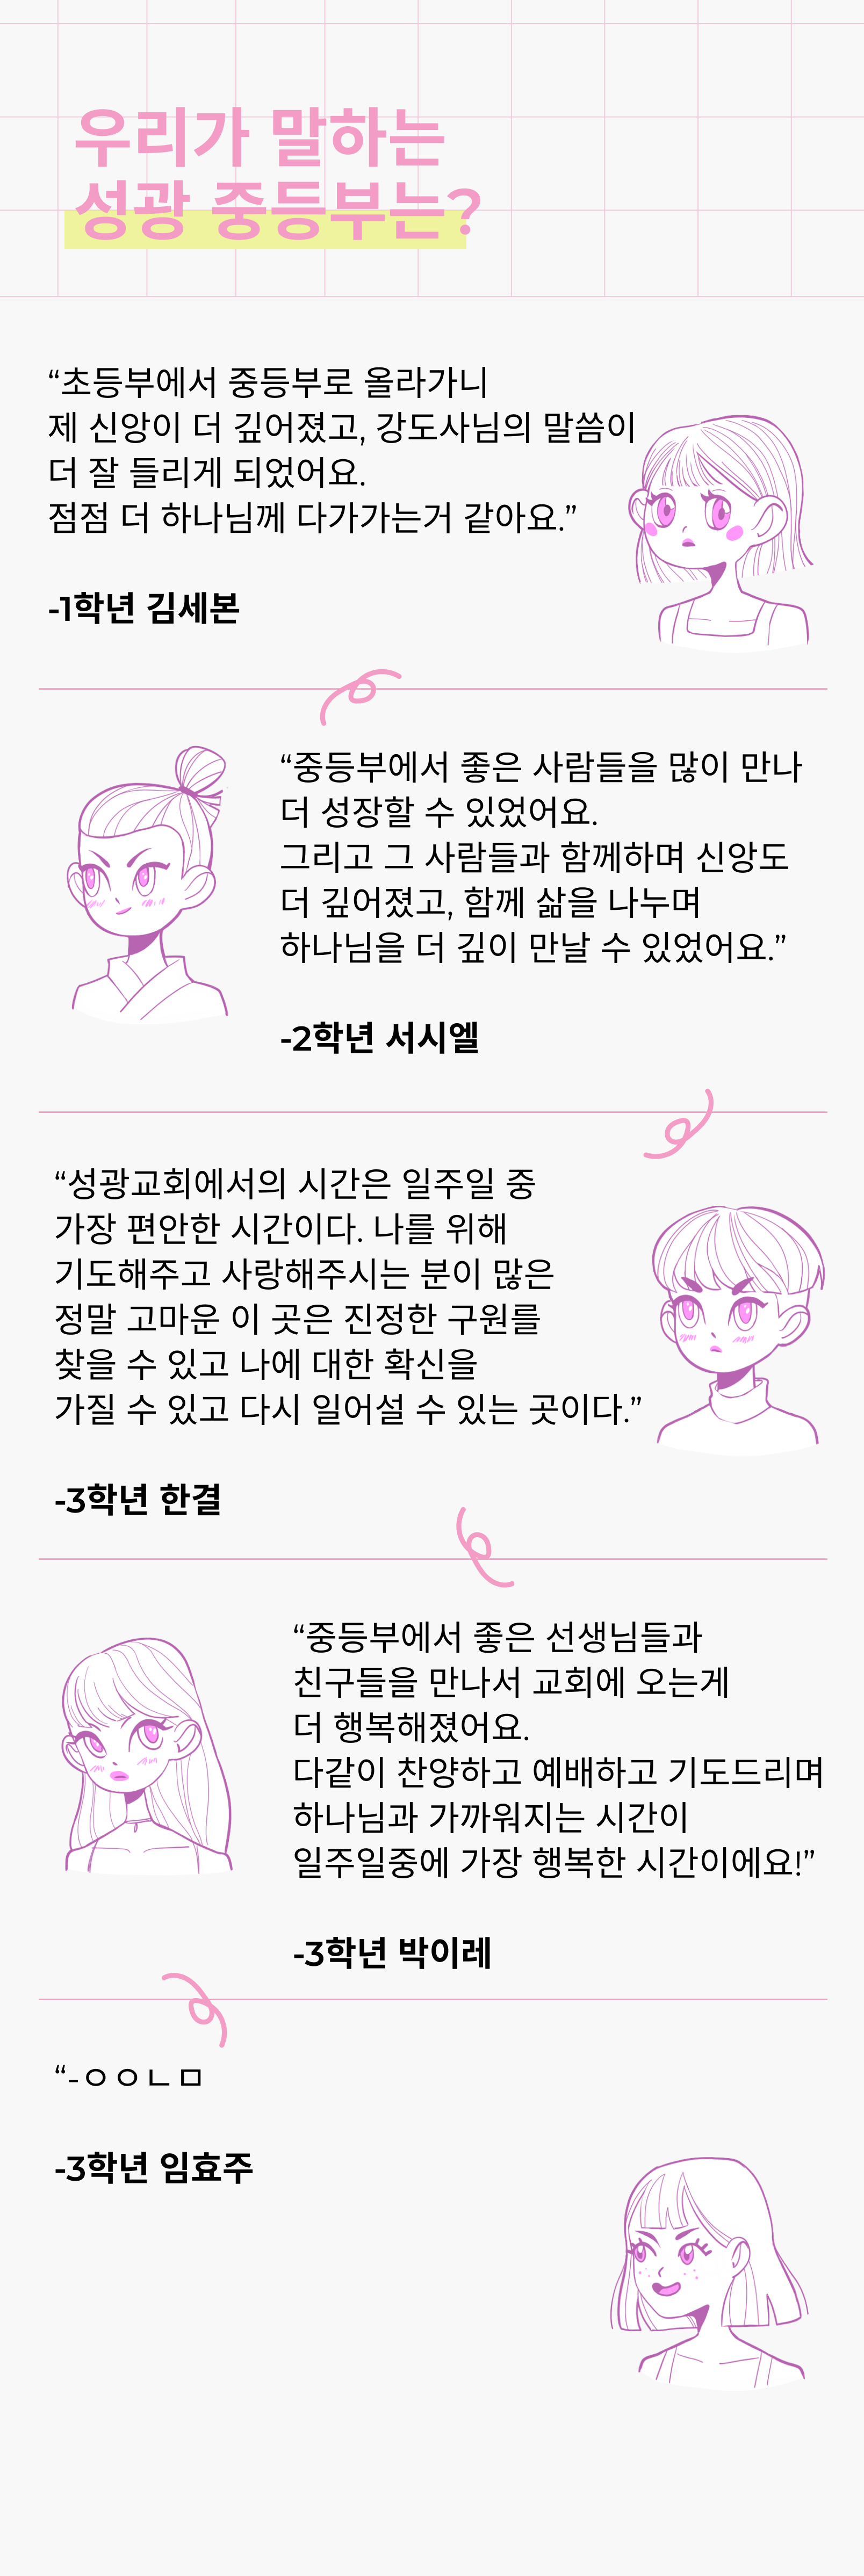 우리가 말하는
성광 중등부는?
“초등부에서 중등부로 올라가니
제 신앙이 더 깊어졌고, 강도사님의 말씀이
더 잘 들리게 되었어요.
점점 더 하나님께 다가가는거 같아요.”
-1학년 김세본
“중등부에서 좋은 사람들을 많이 만나
더 성장할 수 있었어요.
그리고 그 사람들과 함께하며 신앙도
더 깊어졌고, 함께 삶을 나누며
하나님을 더 깊이 만날 수 있었어요.”
-2학년 서시엘
“성광교회에서의 시간은 일주일 중
가장 편안한 시간이다. 나를 위해
기도해주고 사랑해주시는 분이 많은
정말 고마운 이 곳은 진정한 구원를
찾을 수 있고 나에 대한 확신을
가질 수 있고 다시 일어설 수 있는 곳이다.”
-3학년 한결
“중등부에서 좋은 선생님들과
친구들을 만나서 교회에 오는게
더 행복해졌어요.
다같이 찬양하고 예배하고 기도드리며
하나님과 가까워지는 시간이
일주일중에 가장 행복한 시간이에요!”
-3학년 박이레
“-ㅇㅇㄴㅁ
-3학년 임효주